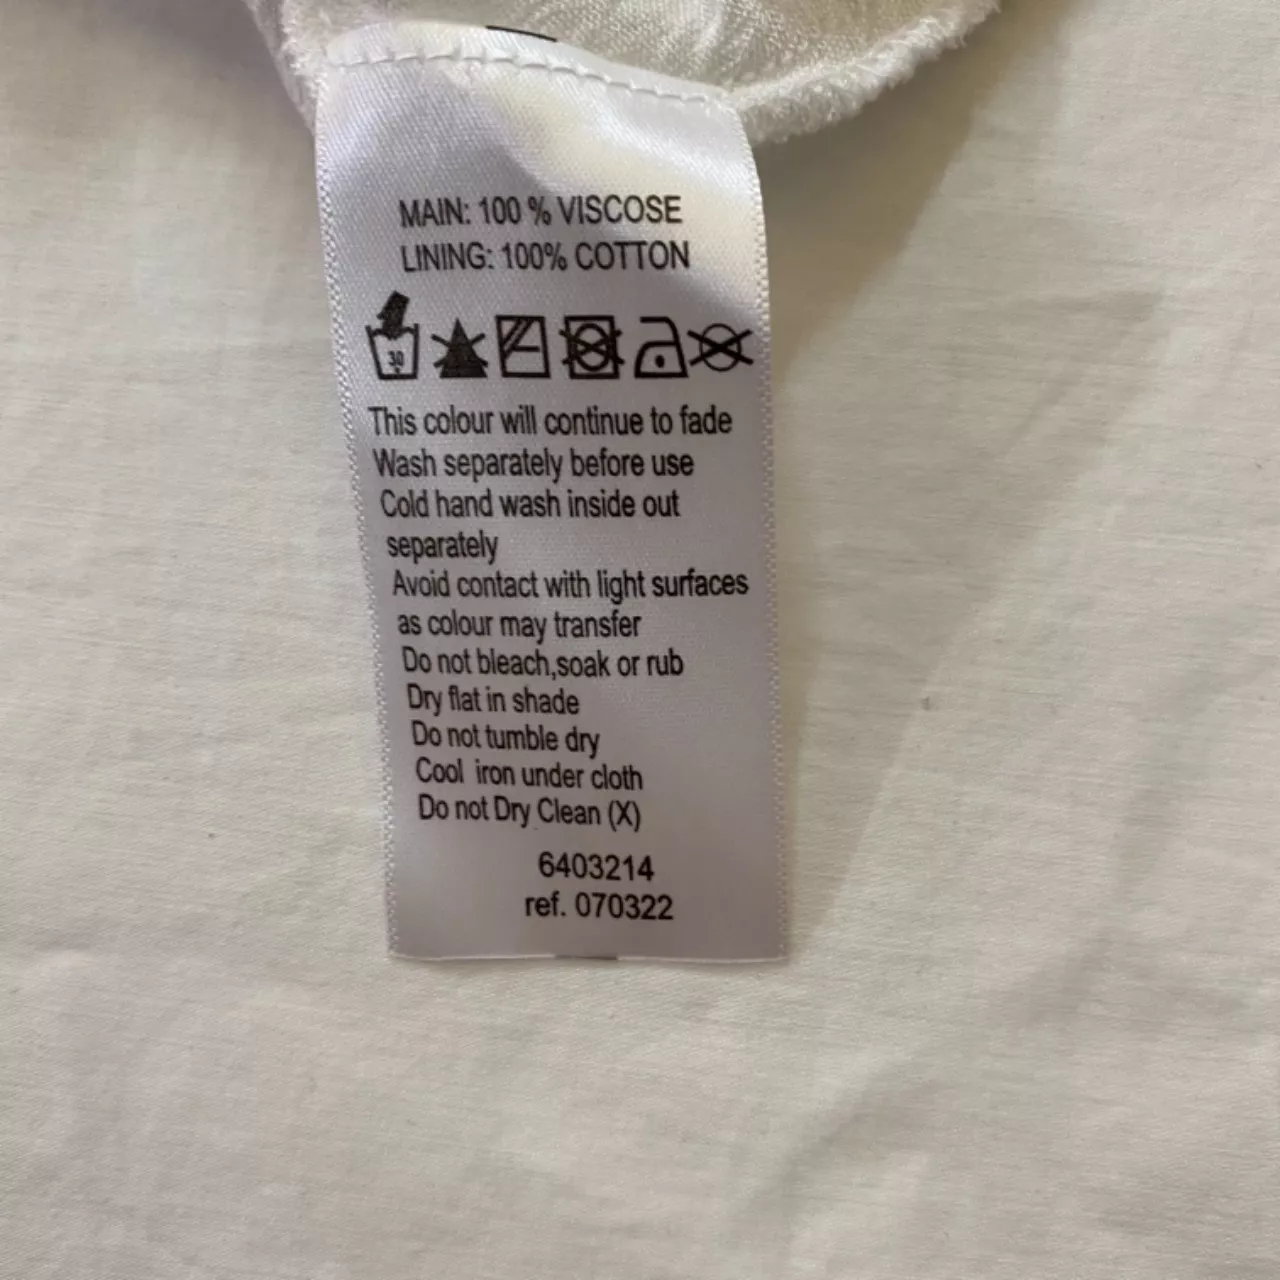 MAIN: 100 % VISCOSE
LINING: 100% COTTON
30
This colour will continue to fade
Wash separately before use
Cold hand wash inside out
separately
Avoid contact with light surfaces
as colour may transfer
Do not bleach,soak or rub
Dry flat in shade
Do not tumble dry
Cool iron under cloth
Do not Dry Clean (X)
6403214
ref. 070322